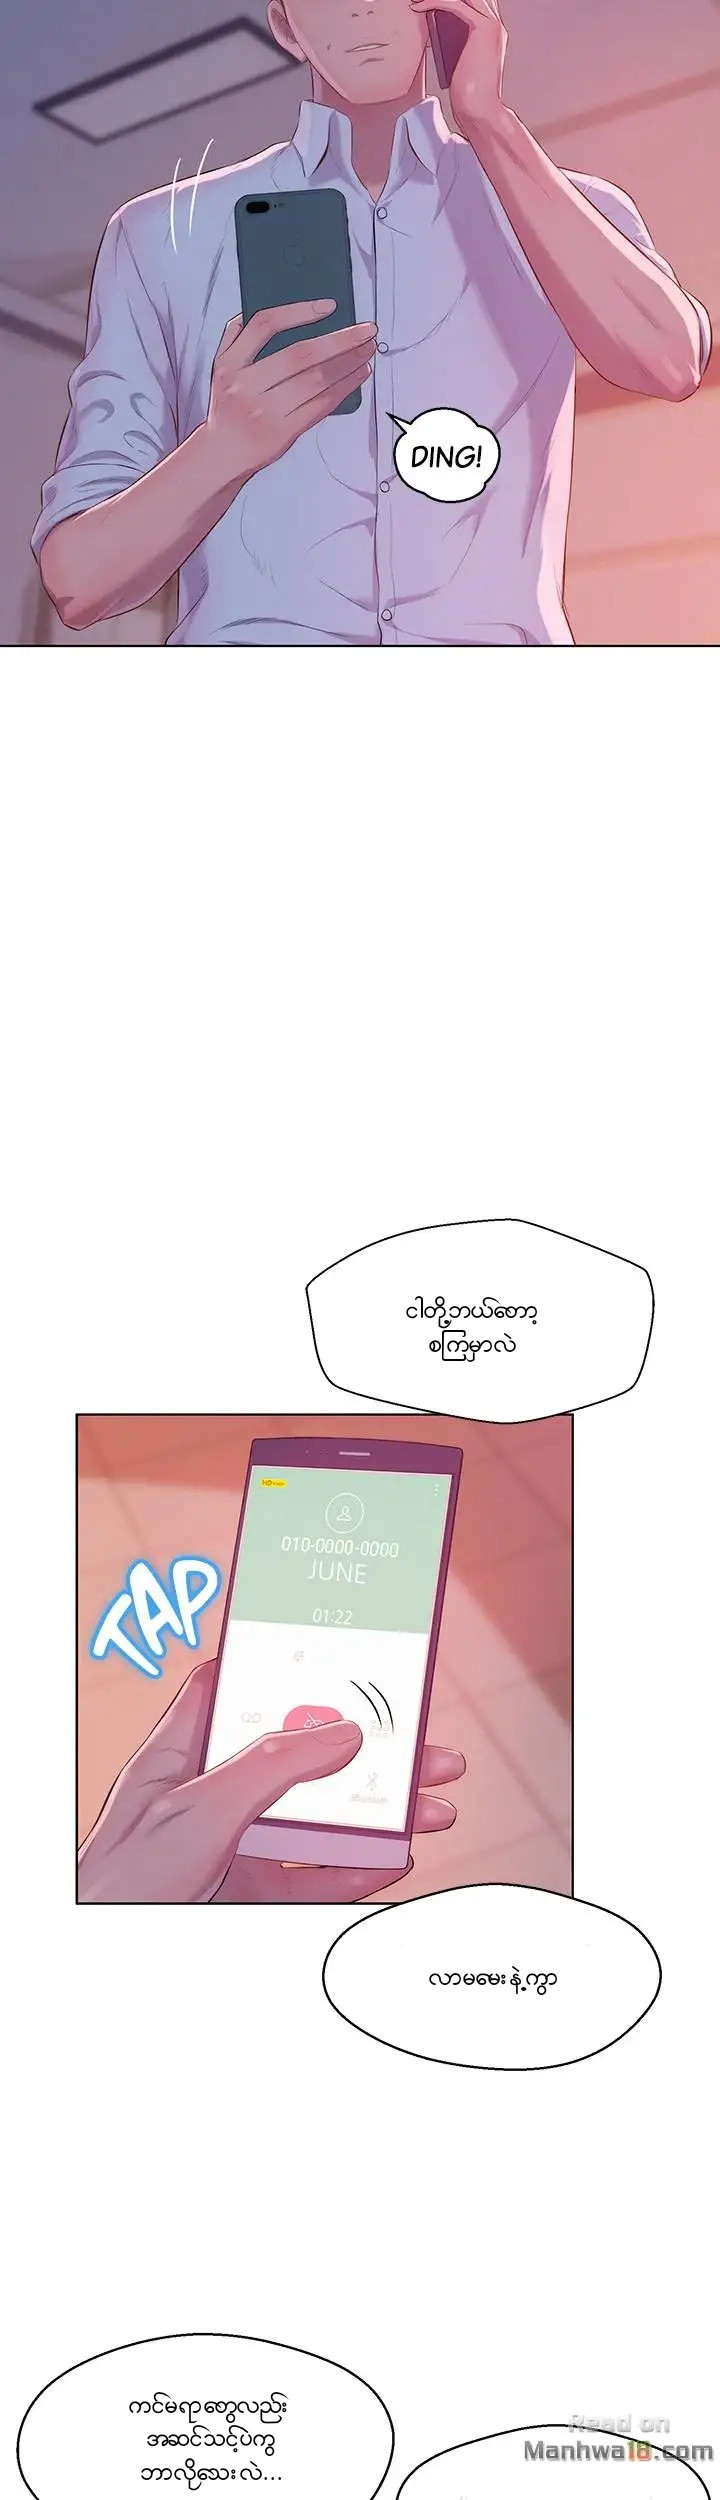 DING!
ငါတို့ဘယ်တော့
စကြမှာလဲ
010-0000-0000
JUNE
01:22
TAP
လာမမေးနဲ့ကွာ
ကင်မရာတွေလည်း
အဆင်သင့်ပဲကွ
ဘာလိုသေးလဲ...
Read on
Manhwa18.com